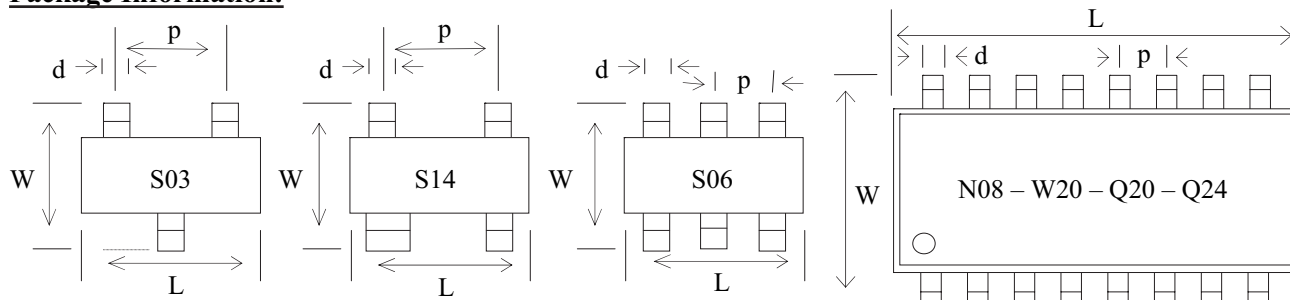 Package Information:
p p L
d d d p d p
W S03 W S14 W S06 W N08 – W20 – Q20 – Q24
L L L